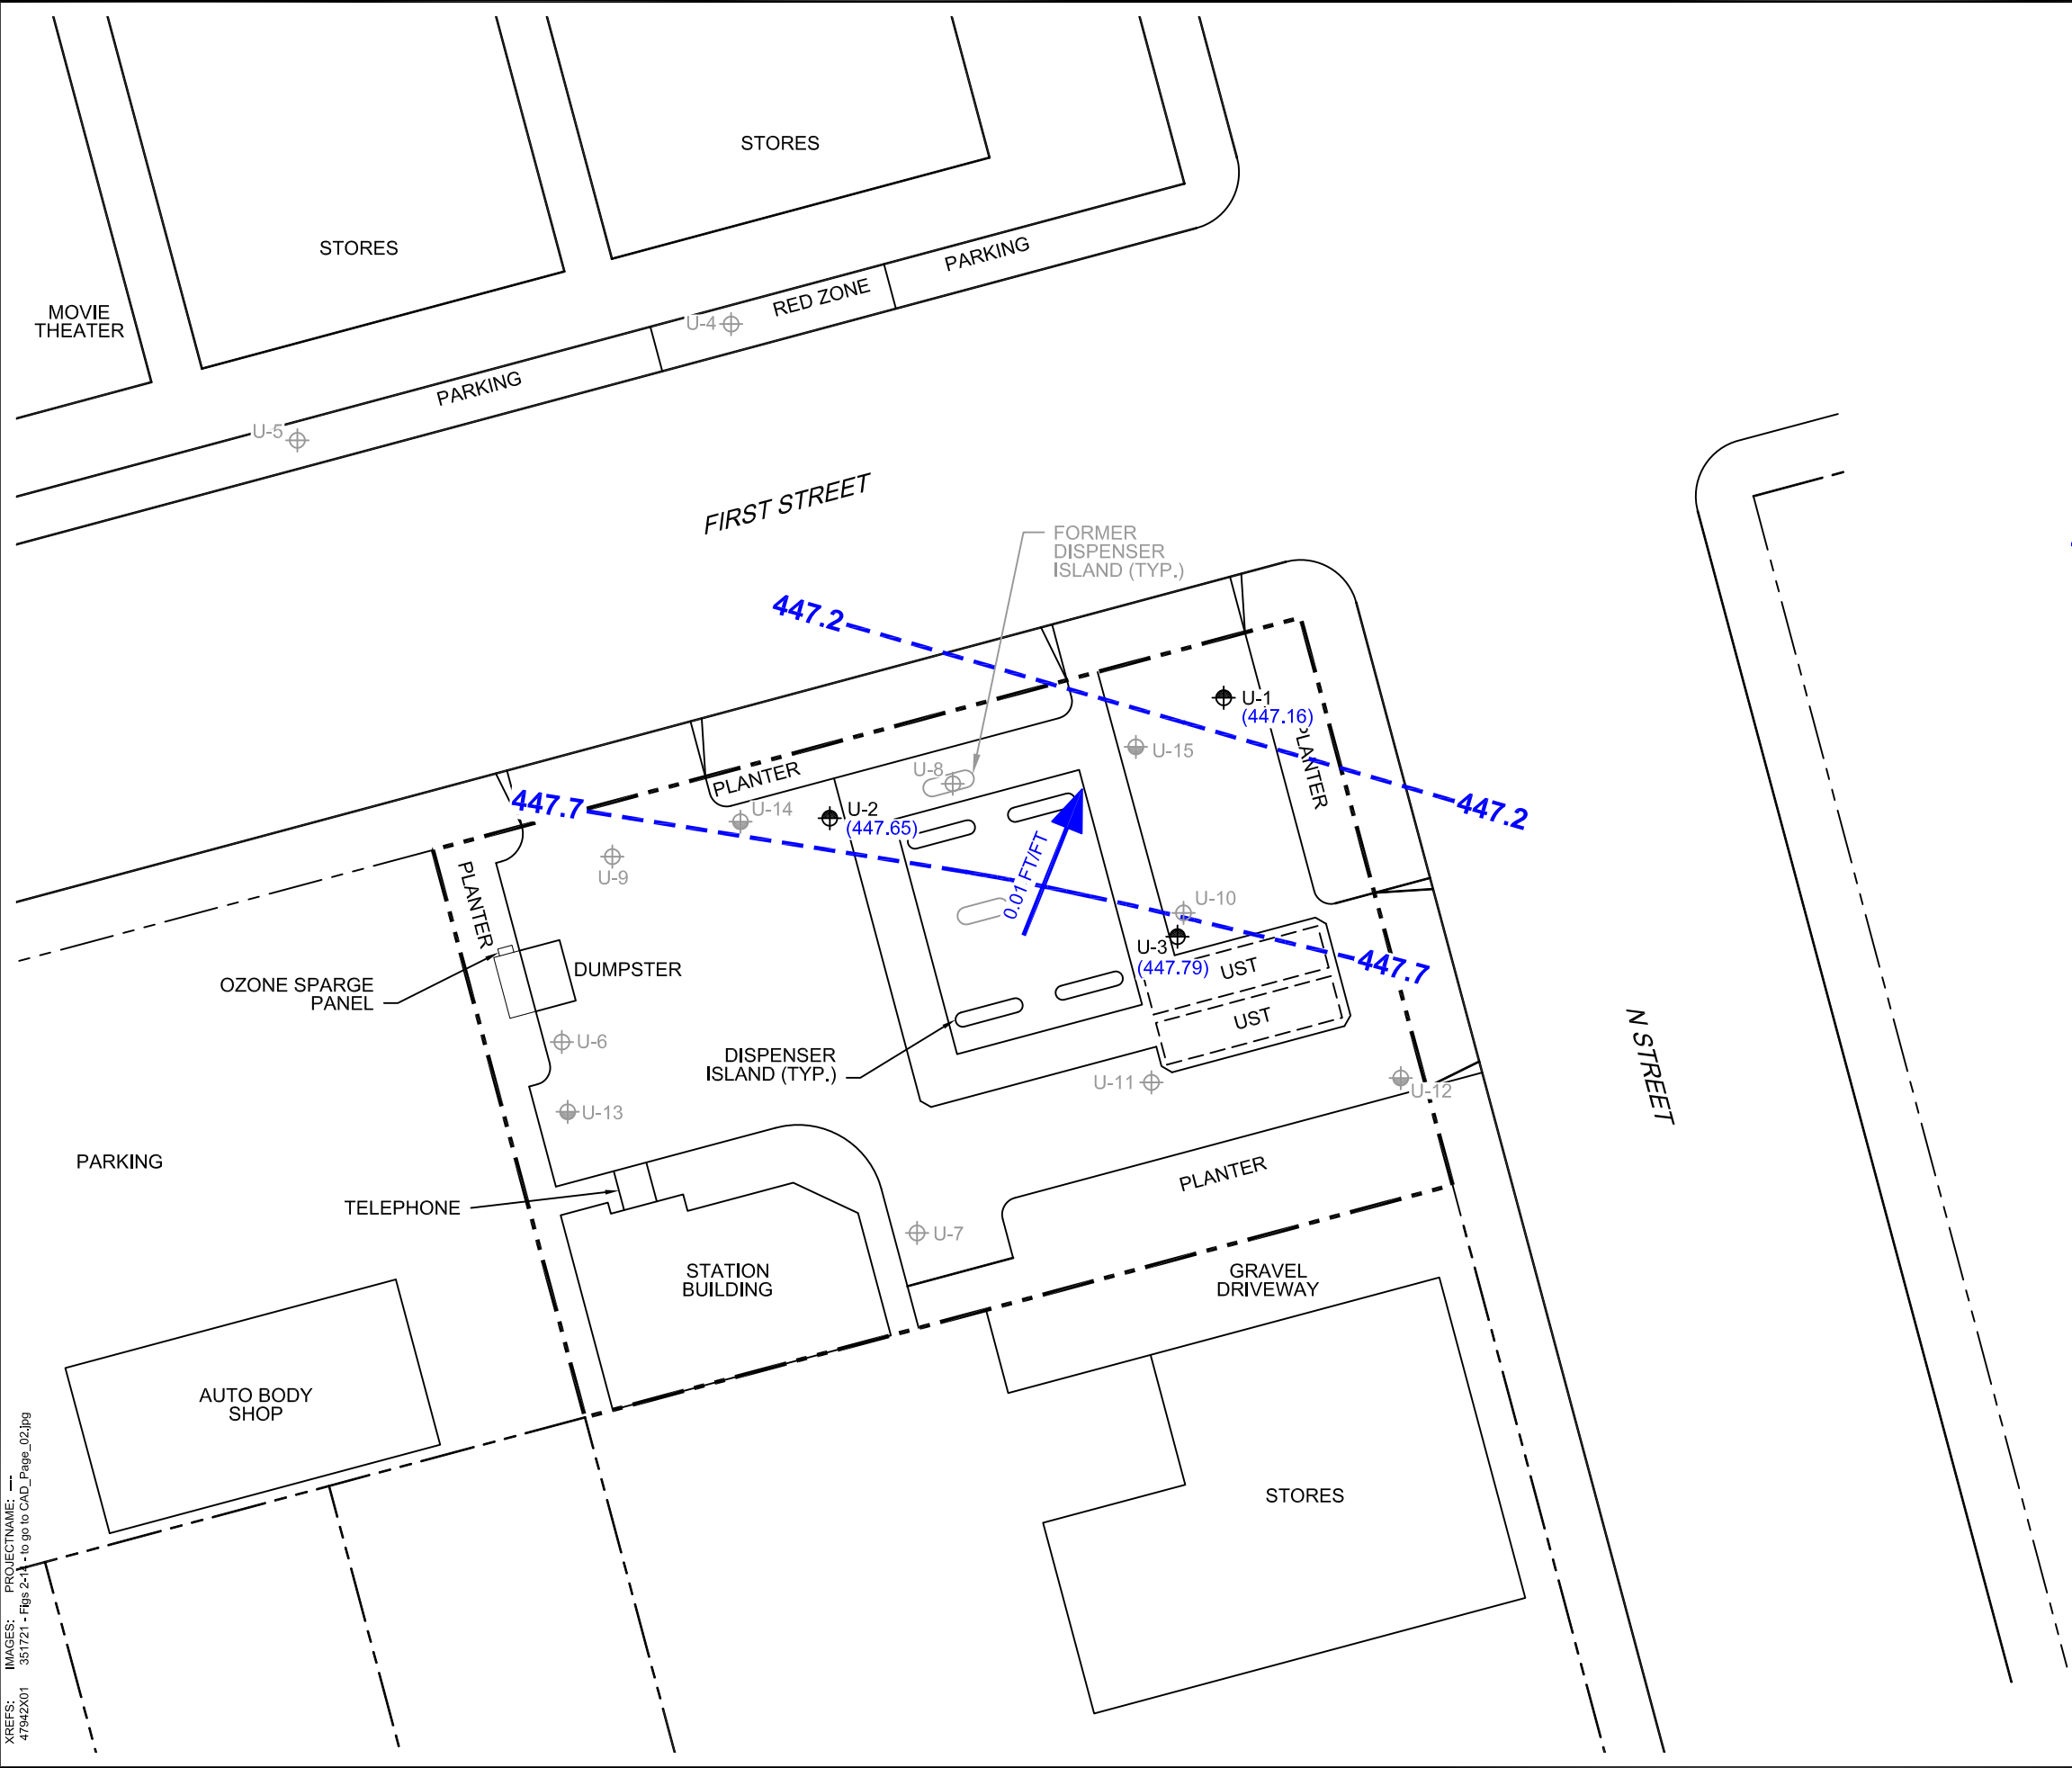 STORES
STORES
MOVIE
THEATER
PARKING
RED ZONE
U-4
PARKING
U-5
FIRST STREET
FORMER
DISPENSER
ISLAND (TYP.)
447.2
U-1
(447.16)
PLANTER
U-15
447.2
U-8
PLANTER
447.7
U-14
U-2
(447.65)
0.01 FT/FT
U-9
PLANTER
U-10
U-3
(447.79)
UST
447.7
UST
OZONE SPARGE
PANEL
DUMPSTER
U-6
DISPENSER
ISLAND (TYP.)
U-11
U-12
U-13
N STREET
PARKING
PLANTER
TELEPHONE
U-7
STATION
BUILDING
GRAVEL
DRIVEWAY
AUTO BODY
SHOP
STORES
XREFS: IMAGES: PROJECTNAME: ----
47942X01 351721 - Figs 2-14 - to go to CAD_Page_02.jpg